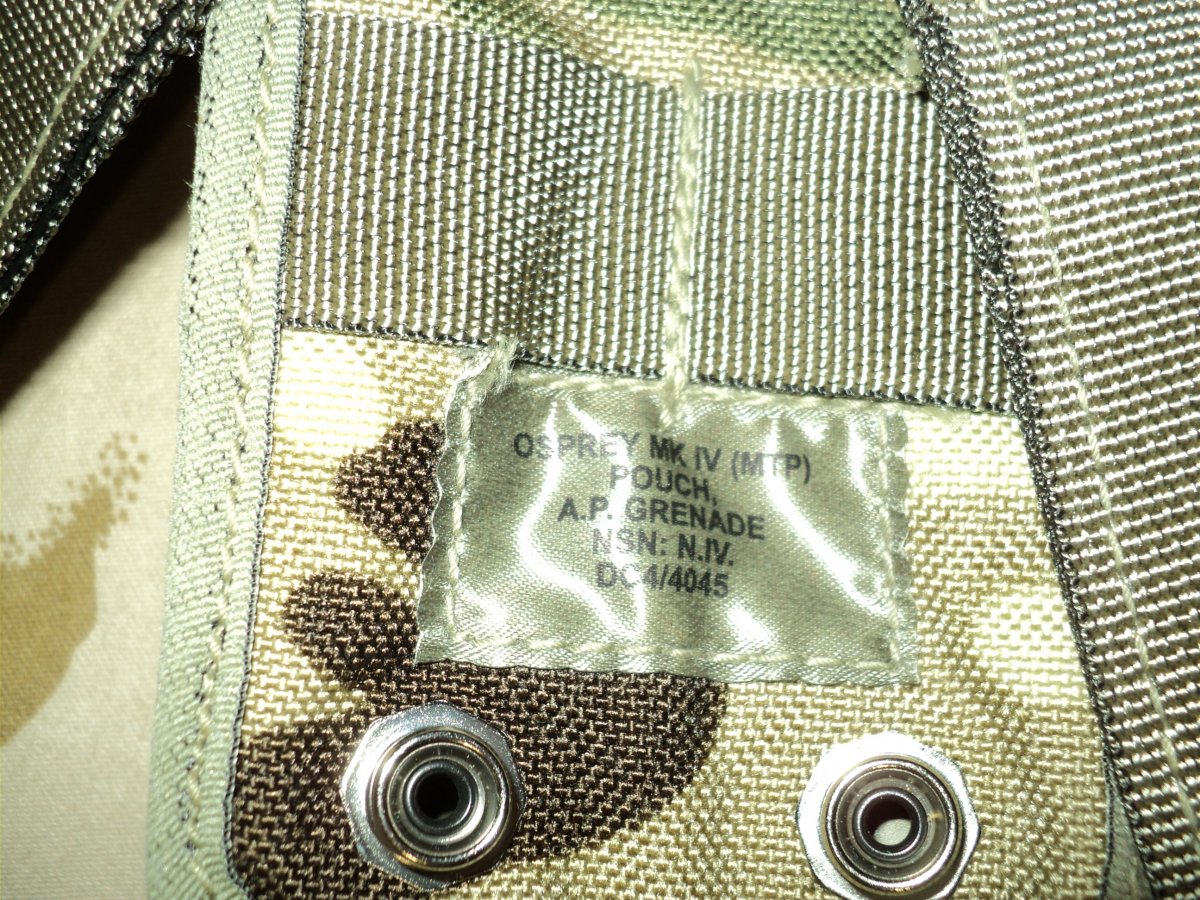 OSPREY MK IV (MTP)
POUCH,
A.P. GRENADE
NSN: N.IV.
DC4/4045